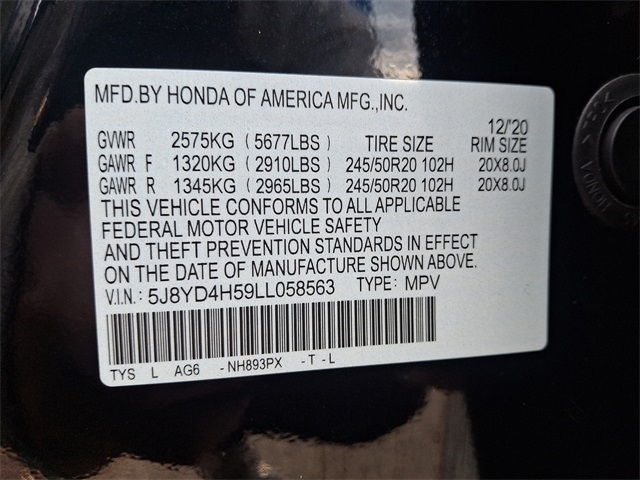 MFD.BY HONDA OF AMERICA MFG.,INC.
12/'20
GVWR 2575KG (5677LBS) TIRE SIZE RIM SIZE
GAWR F 1320KG (2910LBS) 245/50R20 102H 20X8.0J
GAWR R 1345KG (2965LBS) 245/50R20 102H 20X8.0J
THIS VEHICLE CONFORMS TO ALL APPLICABLE
FEDERAL MOTOR VEHICLE SAFETY
AND THEFT PREVENTION STANDARDS IN EFFECT
ON THE DATE OF MANUFACTURE SHOWN ABOVE.
V.I.N.: 5J8YD4H59LL058563 TYPE: MPV
TYS L AG6 -NH893PX -T -L
HONDA